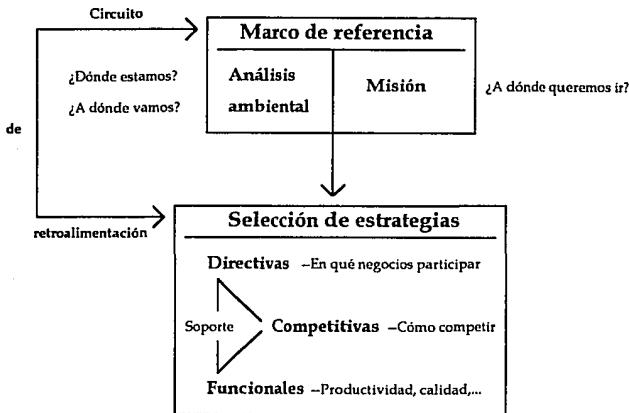 Circuito
Marco de referencia
¿Dónde estamos?
¿A dónde vamos?
Análisis
ambiental
Misión
¿A dónde queremos ir?
de
retroalimentación
Selección de estrategias
Directivas –En qué negocios participar
Soporte
Competitivas –Cómo competir
Funcionales –Productividad, calidad,...